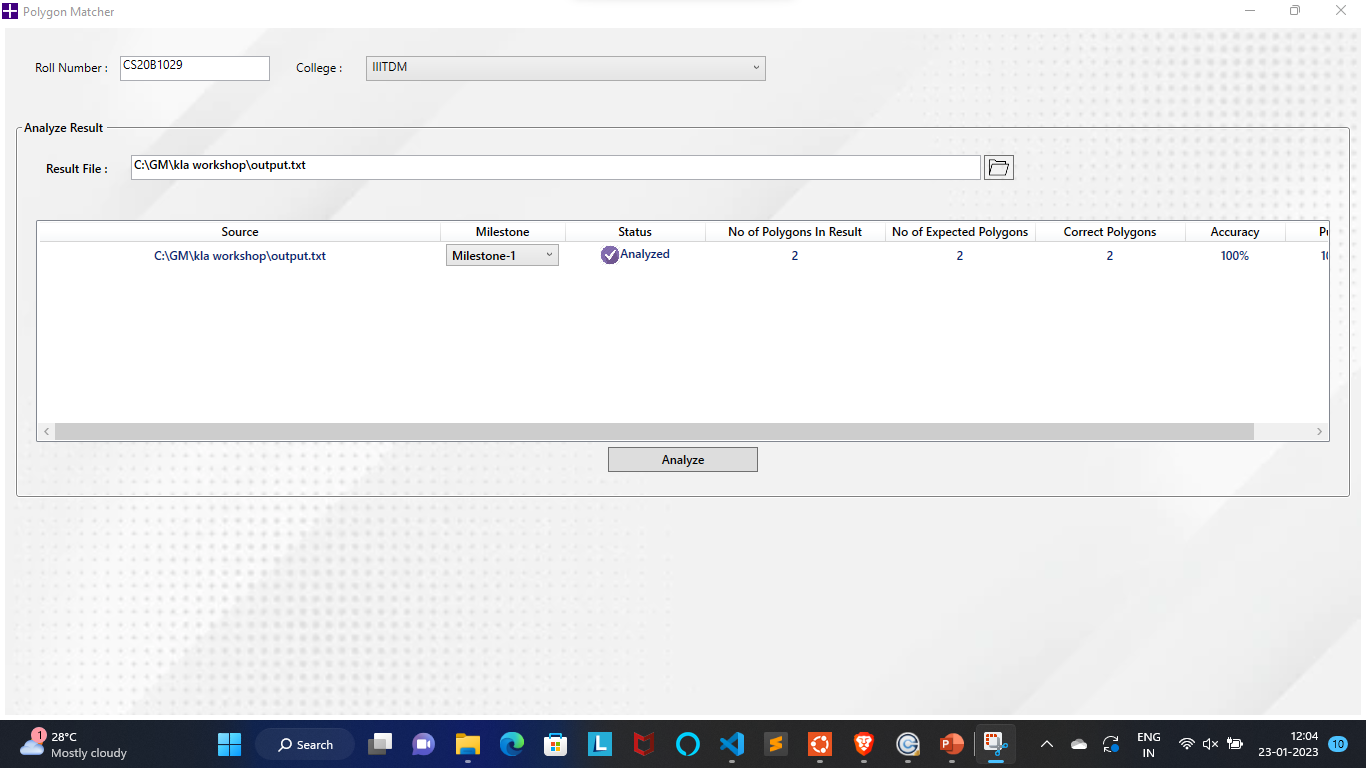 Polygon Matcher
Roll Number : CS20B1029 College : IIITDM
Analyze Result
Result File : C:\GM\kla workshop\output.txt
Source Milestone Status No of Polygons In Result No of Expected Polygons Correct Polygons Accuracy
C:\GM\kla workshop\output.txt Milestone-1 Analyzed 2 2 2 100%
Analyze
1 28°C
Mostly cloudy
Search
ENG
IN
12:04
23-01-2023
10